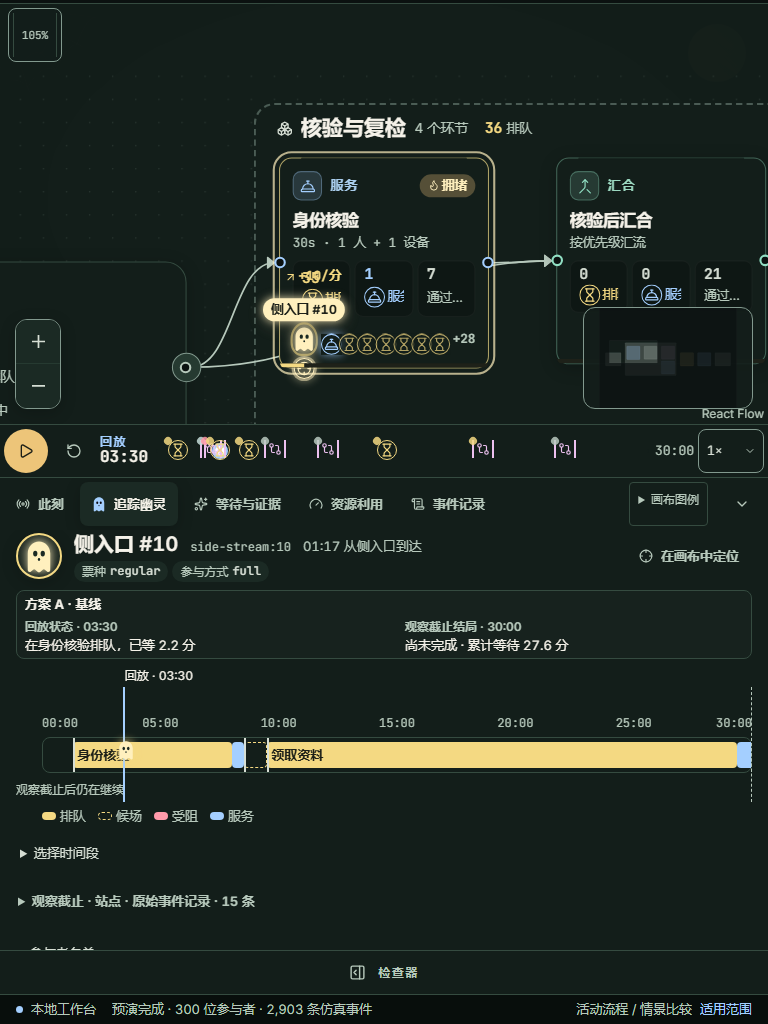 105%
核验与复检 4 个环节 36 排队
服务 拥堵
汇合
身份核验
核验后汇合
30s · 1 人 + 1 设备
按优先级汇流
/分
1
7
0
0
21
排
服
通过...
排
服
通过...
侧入口 #10
+28
队
中
React Flow
回放
03:30
30:00
1×
此刻
追踪幽灵
等待与证据
资源利用
事件记录
画布图例
侧入口 #10 side-stream:10 01:17 从侧入口到达
在画布中定位
票种 regular 参与方式 full
方案 A · 基线
回放状态 · 03:30
观察截止结局 · 30:00
在身份核验排队，已等 2.2 分
尚未完成 · 累计等待 27.6 分
回放 · 03:30
00:00 05:00 10:00 15:00 20:00 25:00 30:00
身份核 领取资料
观察截止后仍在继续
排队 候场 受阻 服务
选择时间段
观察截止 · 站点 · 原始事件记录 · 15 条
检查器
本地工作台 预演完成 · 300 位参与者 · 2,903 条仿真事件
活动流程 / 情景比较 适用范围